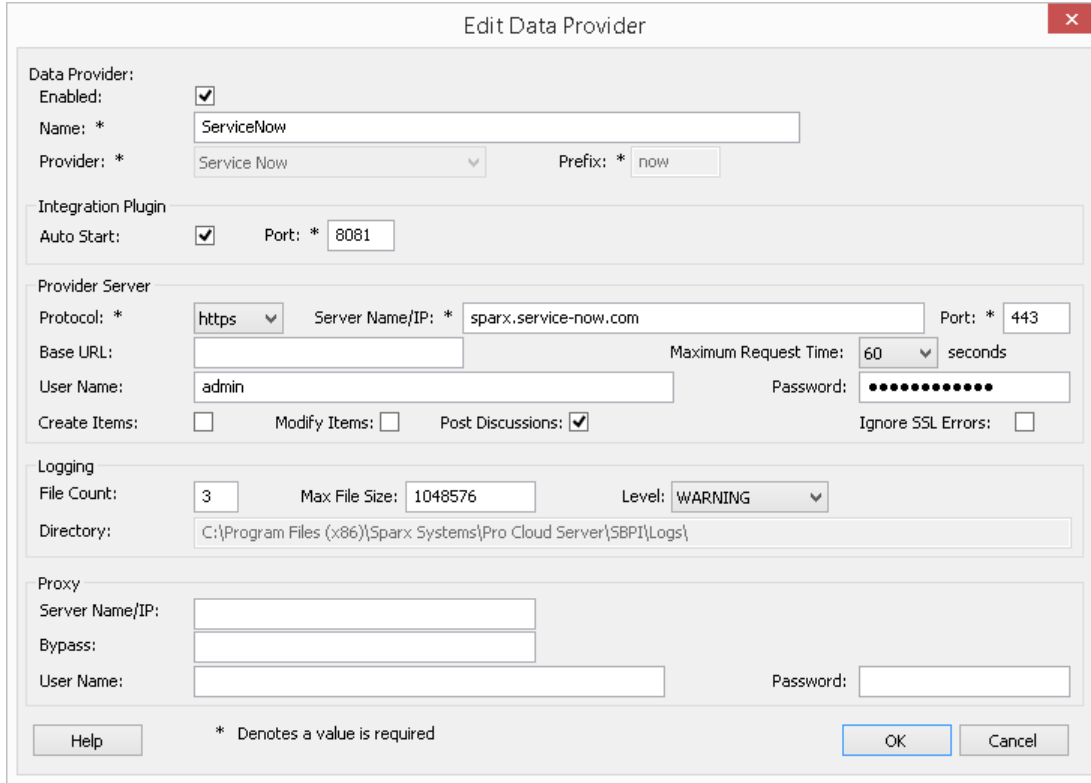 Edit Data Provider
Data Provider:
Enabled:
Name: * ServiceNow
Provider: * Service Now Prefix: * now
Integration Plugin
Auto Start: Port: * 8081
Provider Server
Protocol: * https Server Name/IP: * sparx.service-now.com Port: * 443
Base URL: Maximum Request Time: 60 seconds
User Name: admin Password: ●●●●●●●●●●●●
Create Items: Modify Items: Post Discussions: Ignore SSL Errors:
Logging
File Count: 3 Max File Size: 1048576 Level: WARNING
Directory: C:\Program Files (x86)\Sparx Systems\Pro Cloud Server\SBPI\Logs\
Proxy
Server Name/IP:
Bypass:
User Name: Password:
Help * Denotes a value is required OK Cancel